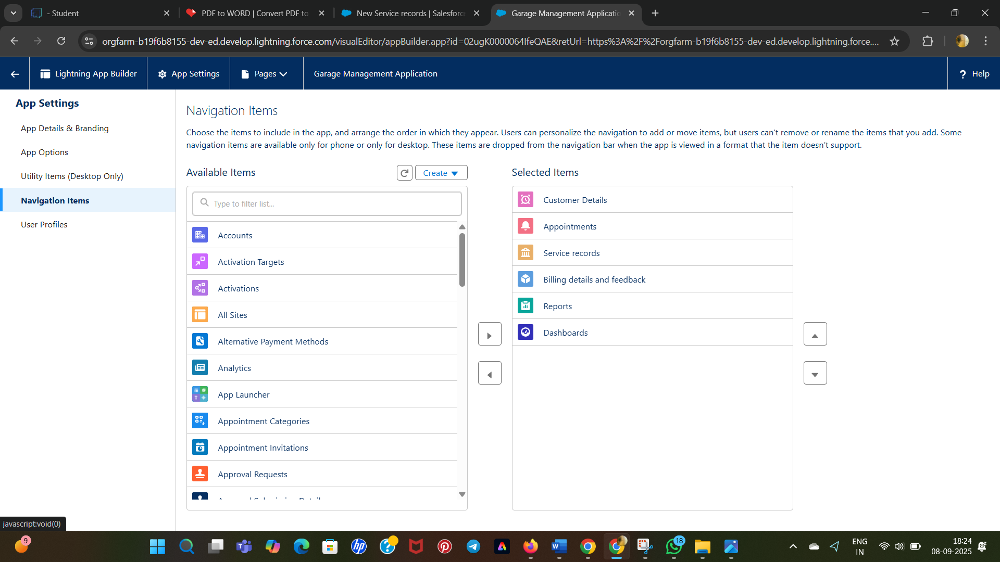 - Student
PDF to WORD | Convert PDF to
New Service records | Salesforc
Garage Management Applicatio
orgfarm-b19f6b8155-dev-ed.develop.lightning.force.com/visualEditor/appBuilder.app?id=02ugK0000064IfeQAE&retUrl=https%3A%2F%2Forgfarm-b19f6b8155-dev-ed.develop.lightning.force....
Lightning App Builder
App Settings
Pages
Garage Management Application
? Help
App Settings
App Details & Branding
App Options
Utility Items (Desktop Only)
Navigation Items
User Profiles
Navigation Items
Choose the items to include in the app, and arrange the order in which they appear. Users can personalize the navigation to add or move items, but users can't remove or rename the items that you add. Some
navigation items are available only for phone or only for desktop. These items are dropped from the navigation bar when the app is viewed in a format that the item doesn't support.
Available Items
Create
Type to filter list...
Accounts
Activation Targets
Activations
All Sites
Alternative Payment Methods
Analytics
App Launcher
Appointment Categories
Appointment Invitations
Approval Requests
Selected Items
Customer Details
Appointments
Service records
Billing details and feedback
Reports
Dashboards
javascript:void(0)
9
18
ENG
IN
18:24
08-09-2025